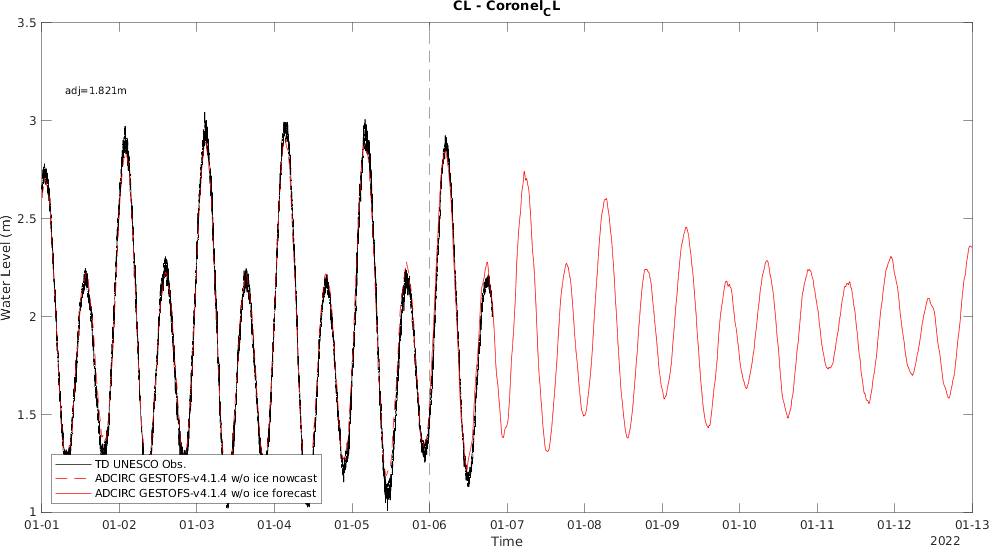 CL - Coronel_CL
adj=1.821m
3.5
3
2.5
2
1.5
1
Water Level (m)
TD UNESCO Obs.
ADCIRC GESTOFS-v4.1.4 w/o ice nowcast
ADCIRC GESTOFS-v4.1.4 w/o ice forecast
01-01 01-02 01-03 01-04 01-05 01-06 01-07 01-08 01-09 01-10 01-11 01-12 01-13
Time
2022